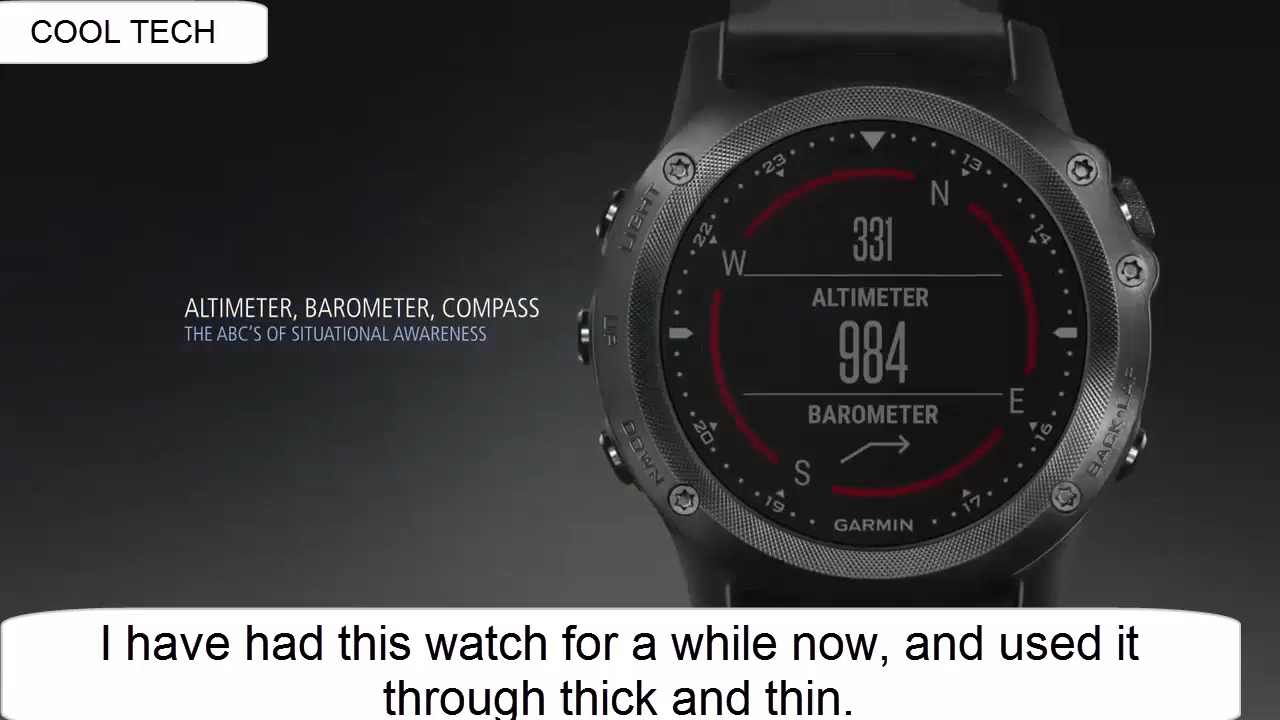 COOL TECH
ALTIMETER, BAROMETER, COMPASS
THE ABC'S OF SITUATIONAL AWARENESS
LIGHT
UP
DOWN
BACK LAP
23
13
N
22
14
W
331
ALTIMETER
984
E
BAROMETER
20
16
S
19
17
GARMIN
I have had this watch for a while now, and used it
through thick and thin.